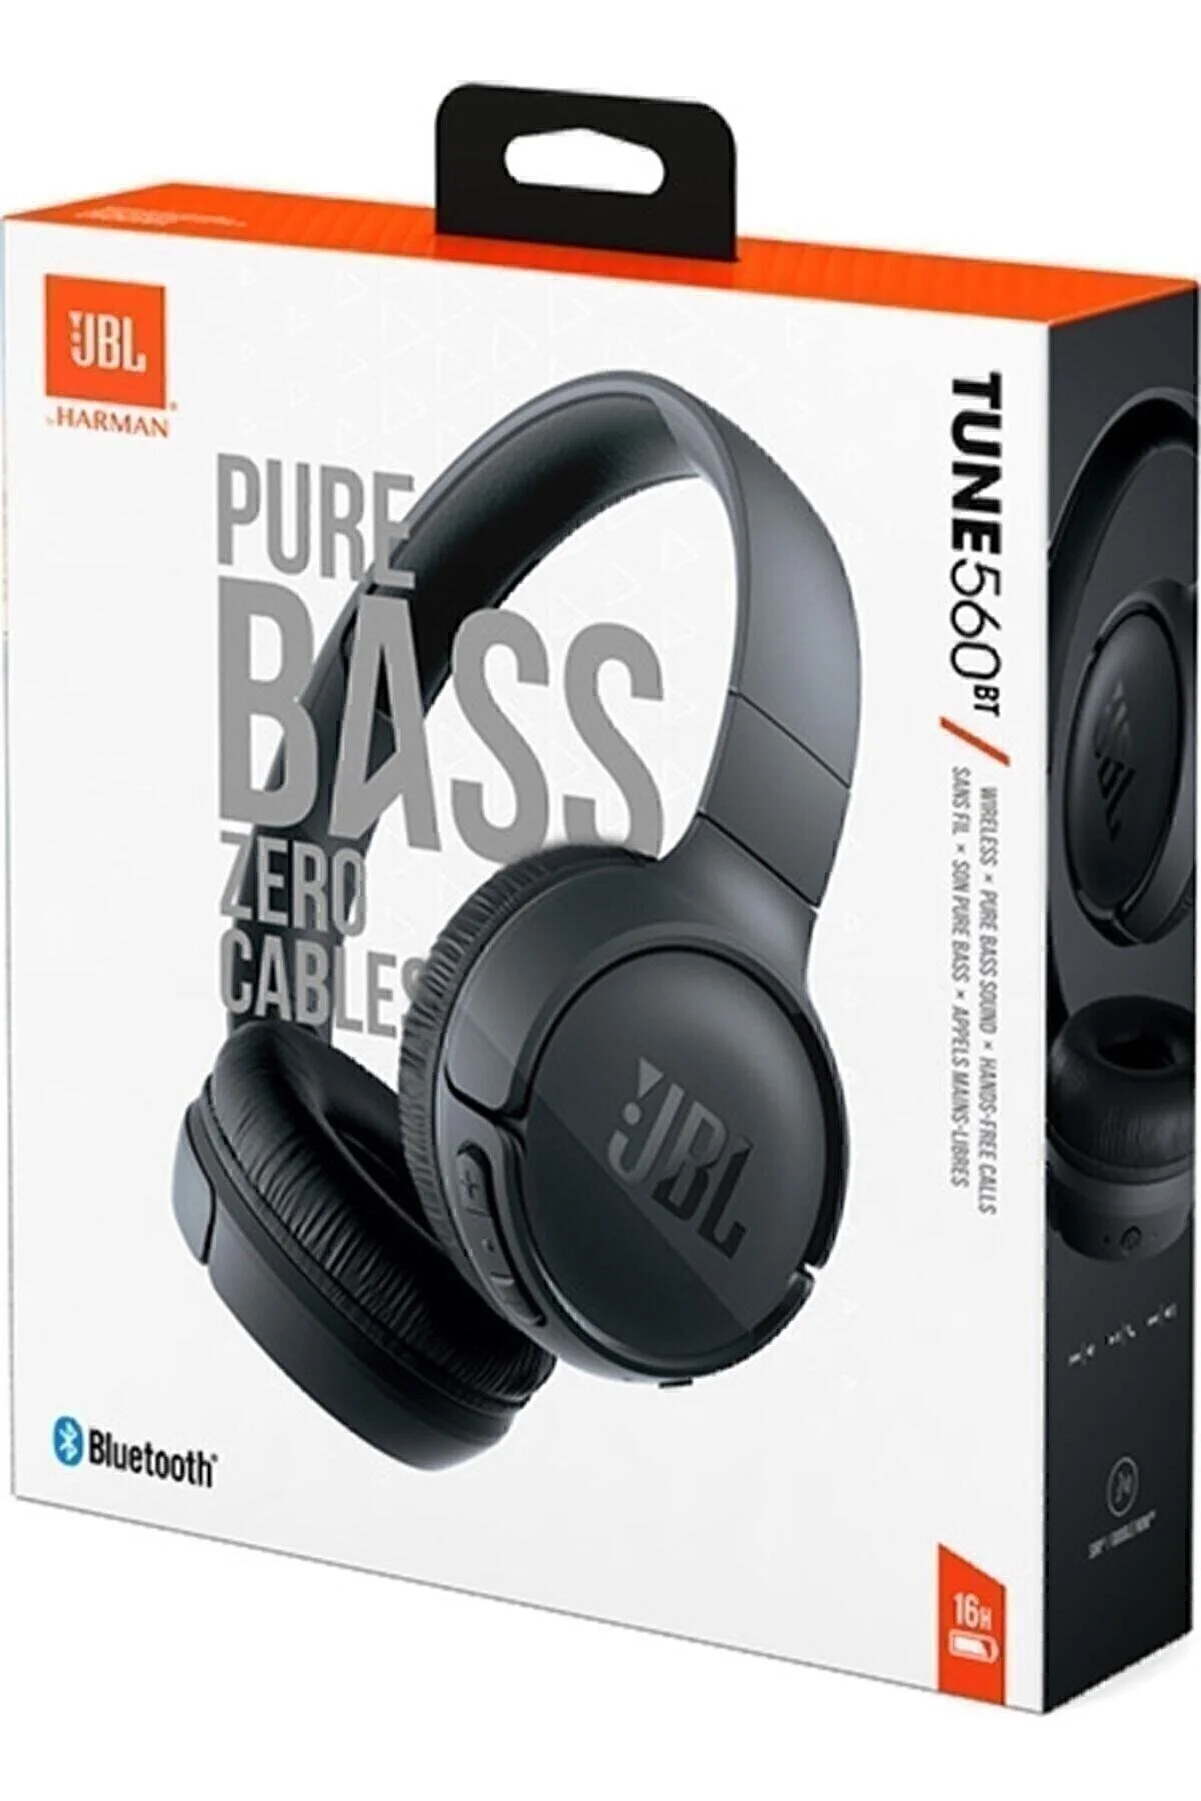 JBL
by HARMAN
PURE
BASS
ZERO
CABLES
TUNE560BT
WIRELESS × PURE BASS SOUND × HANDS-FREE CALLS
SANS FIL × SON PURE BASS × APPELS MAINS-LIBRES
JBL
JBL
Bluetooth
16H